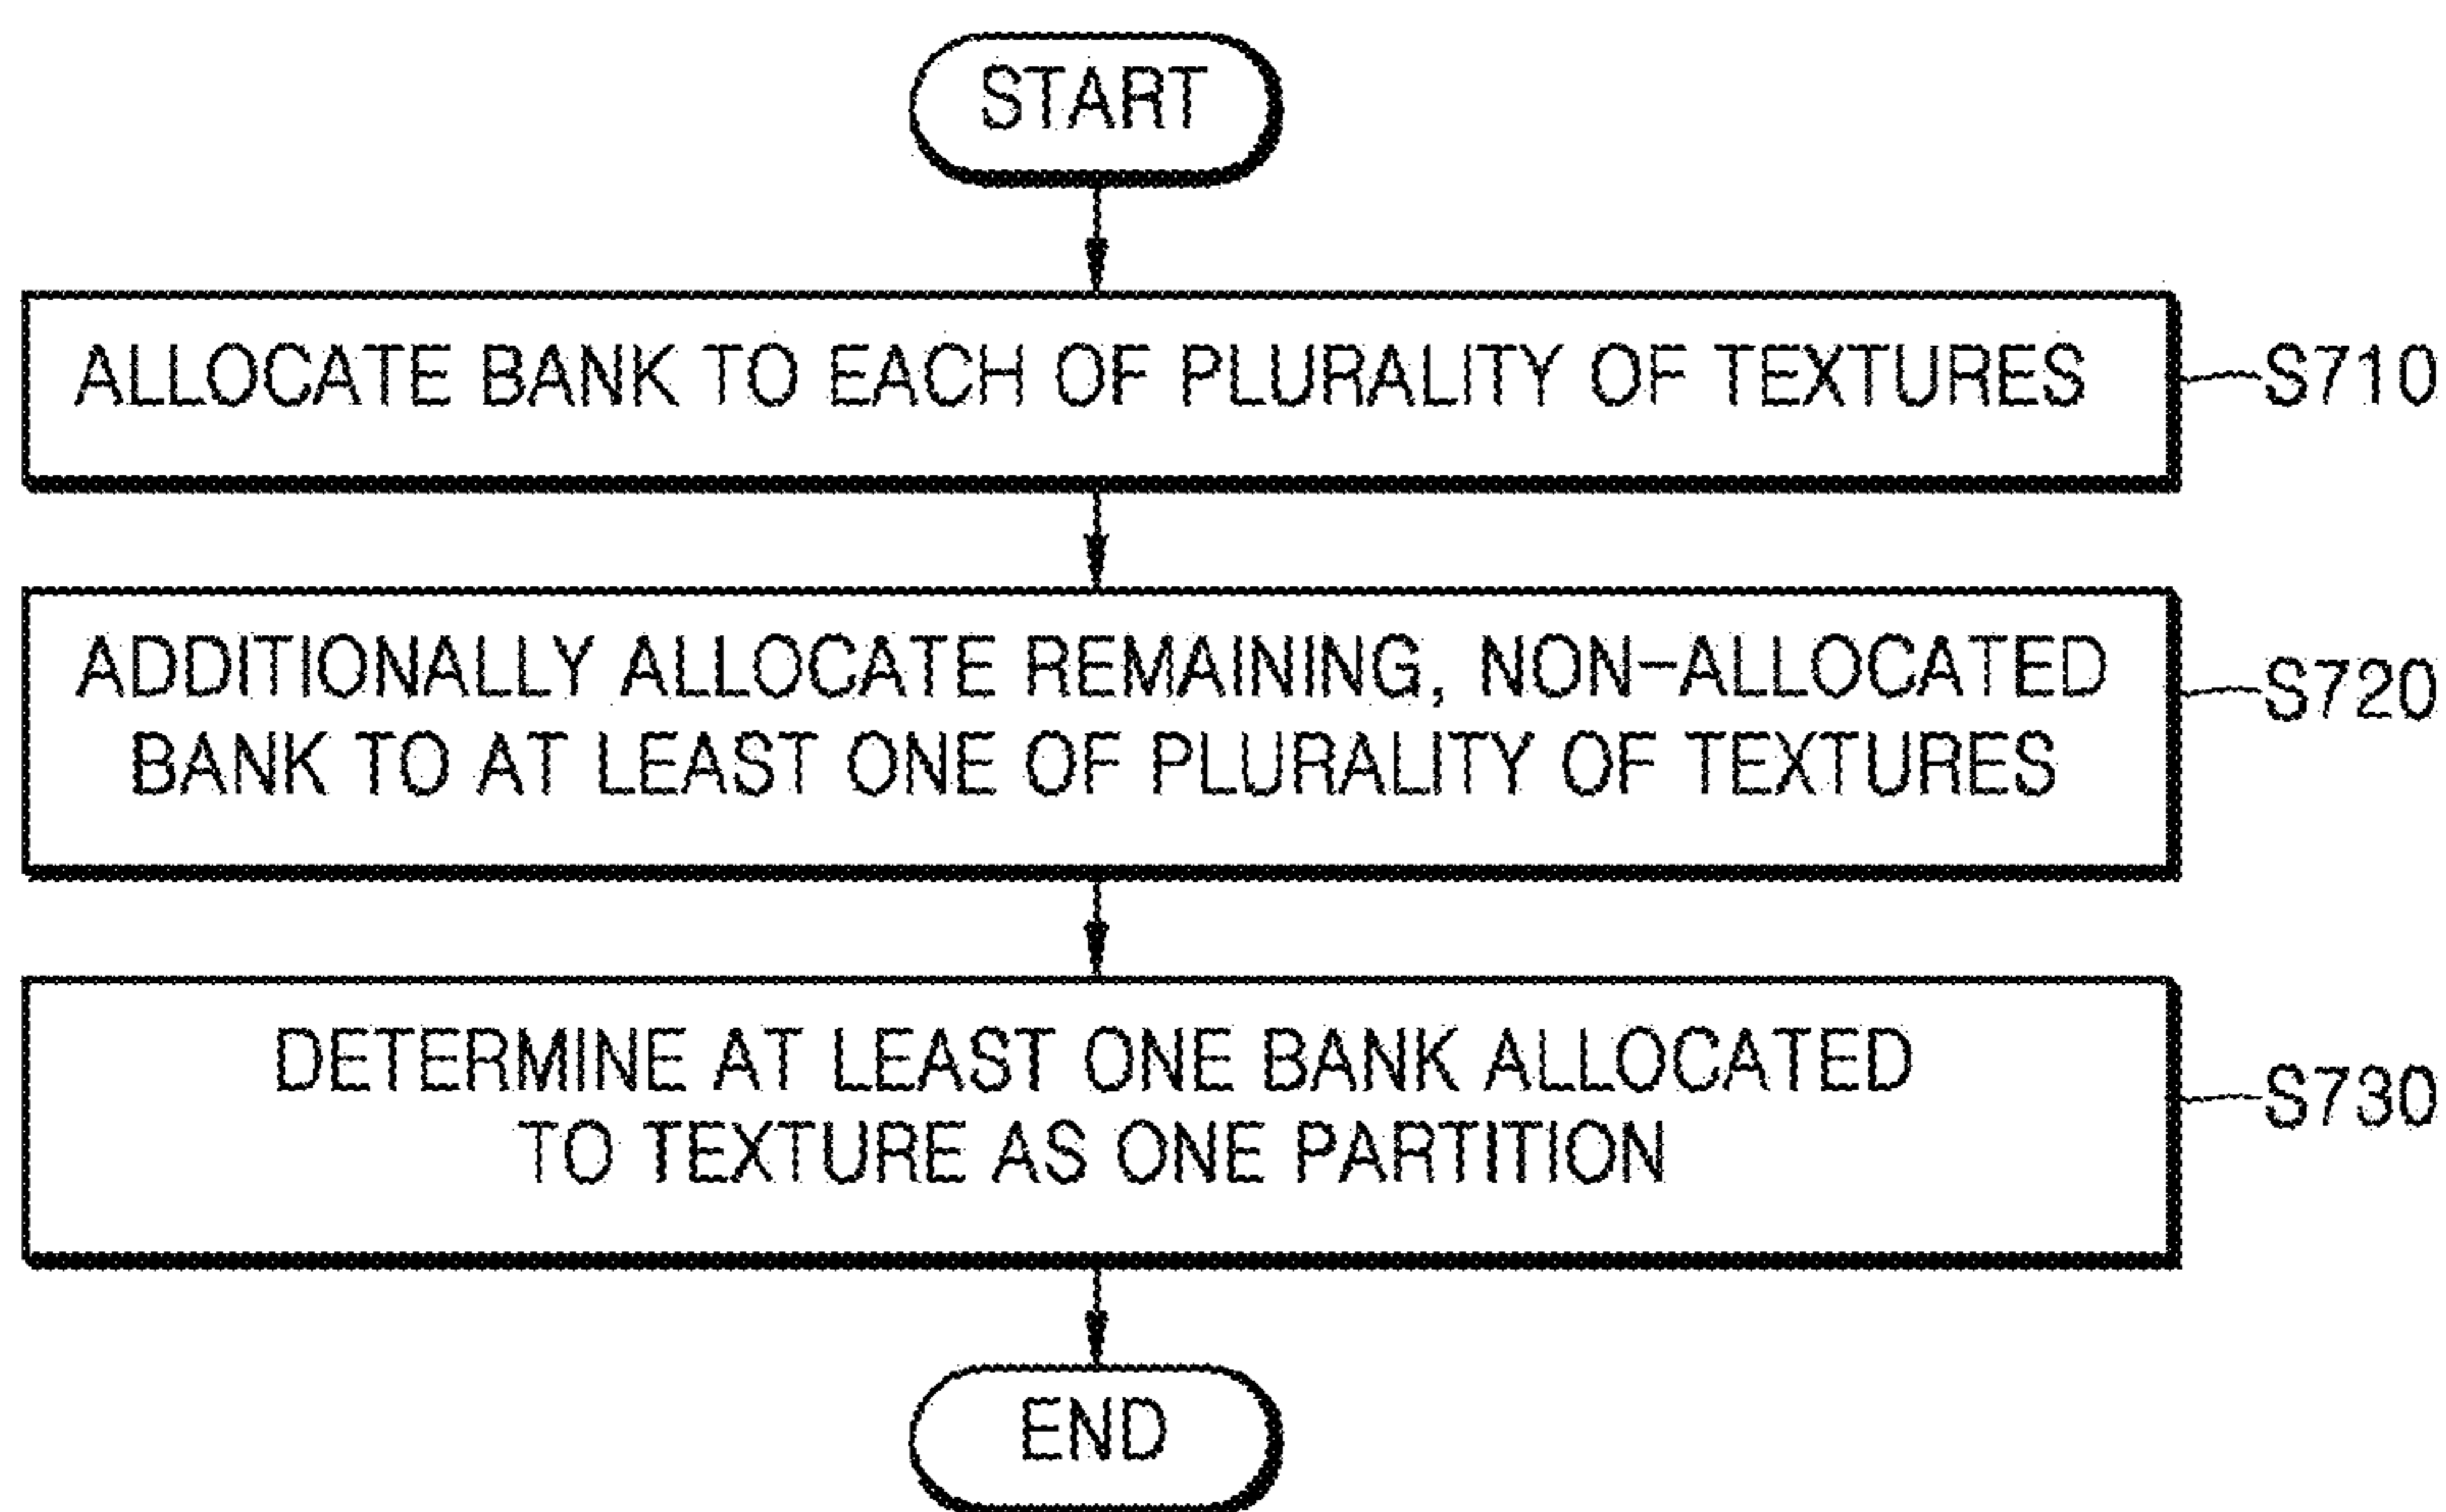 START
ALLOCATE BANK TO EACH OF PLURALITY OF TEXTURES
S710
ADDITIONALLY ALLOCATE REMAINING, NON-ALLOCATED
BANK TO AT LEAST ONE OF PLURALITY OF TEXTURES
S720
DETERMINE AT LEAST ONE BANK ALLOCATED
TO TEXTURE AS ONE PARTITION
S730
END